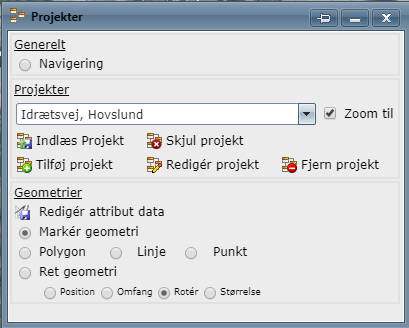 Projekter
Generelt
Navigering
Projekter
Idrætsvej, Hovslund Zoom til
Indlæs Projekt Skjul projekt
Tilføj projekt Redigér projekt Fjern projekt
Geometrier
Redigér attribut data
Markér geometri
Polygon Linje Punkt
Ret geometri
Position Omfang Rotér Størrelse